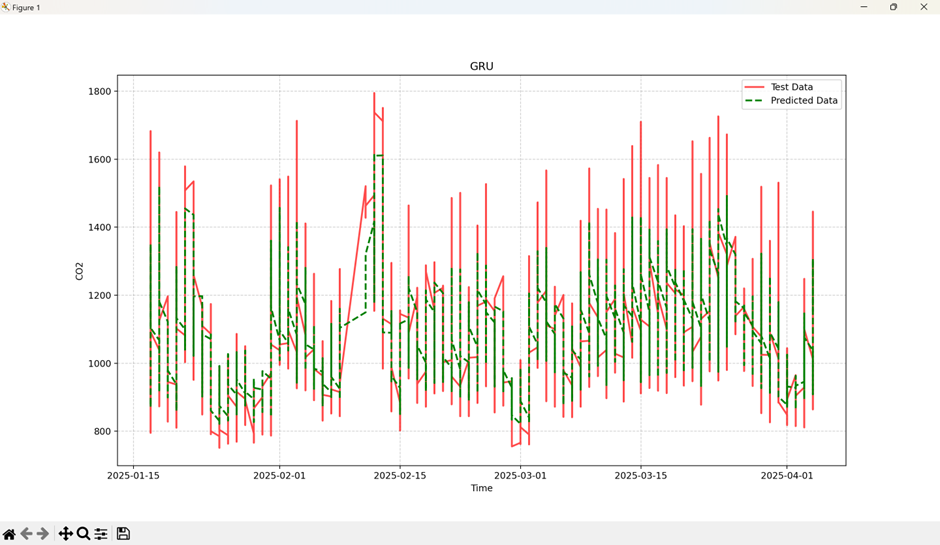 Figure 1
GRU
Test Data
Predicted Data
1800
1600
1400
1200
1000
800
CO2
2025-01-15
2025-02-01
2025-02-15
2025-03-01
2025-03-15
2025-04-01
Time